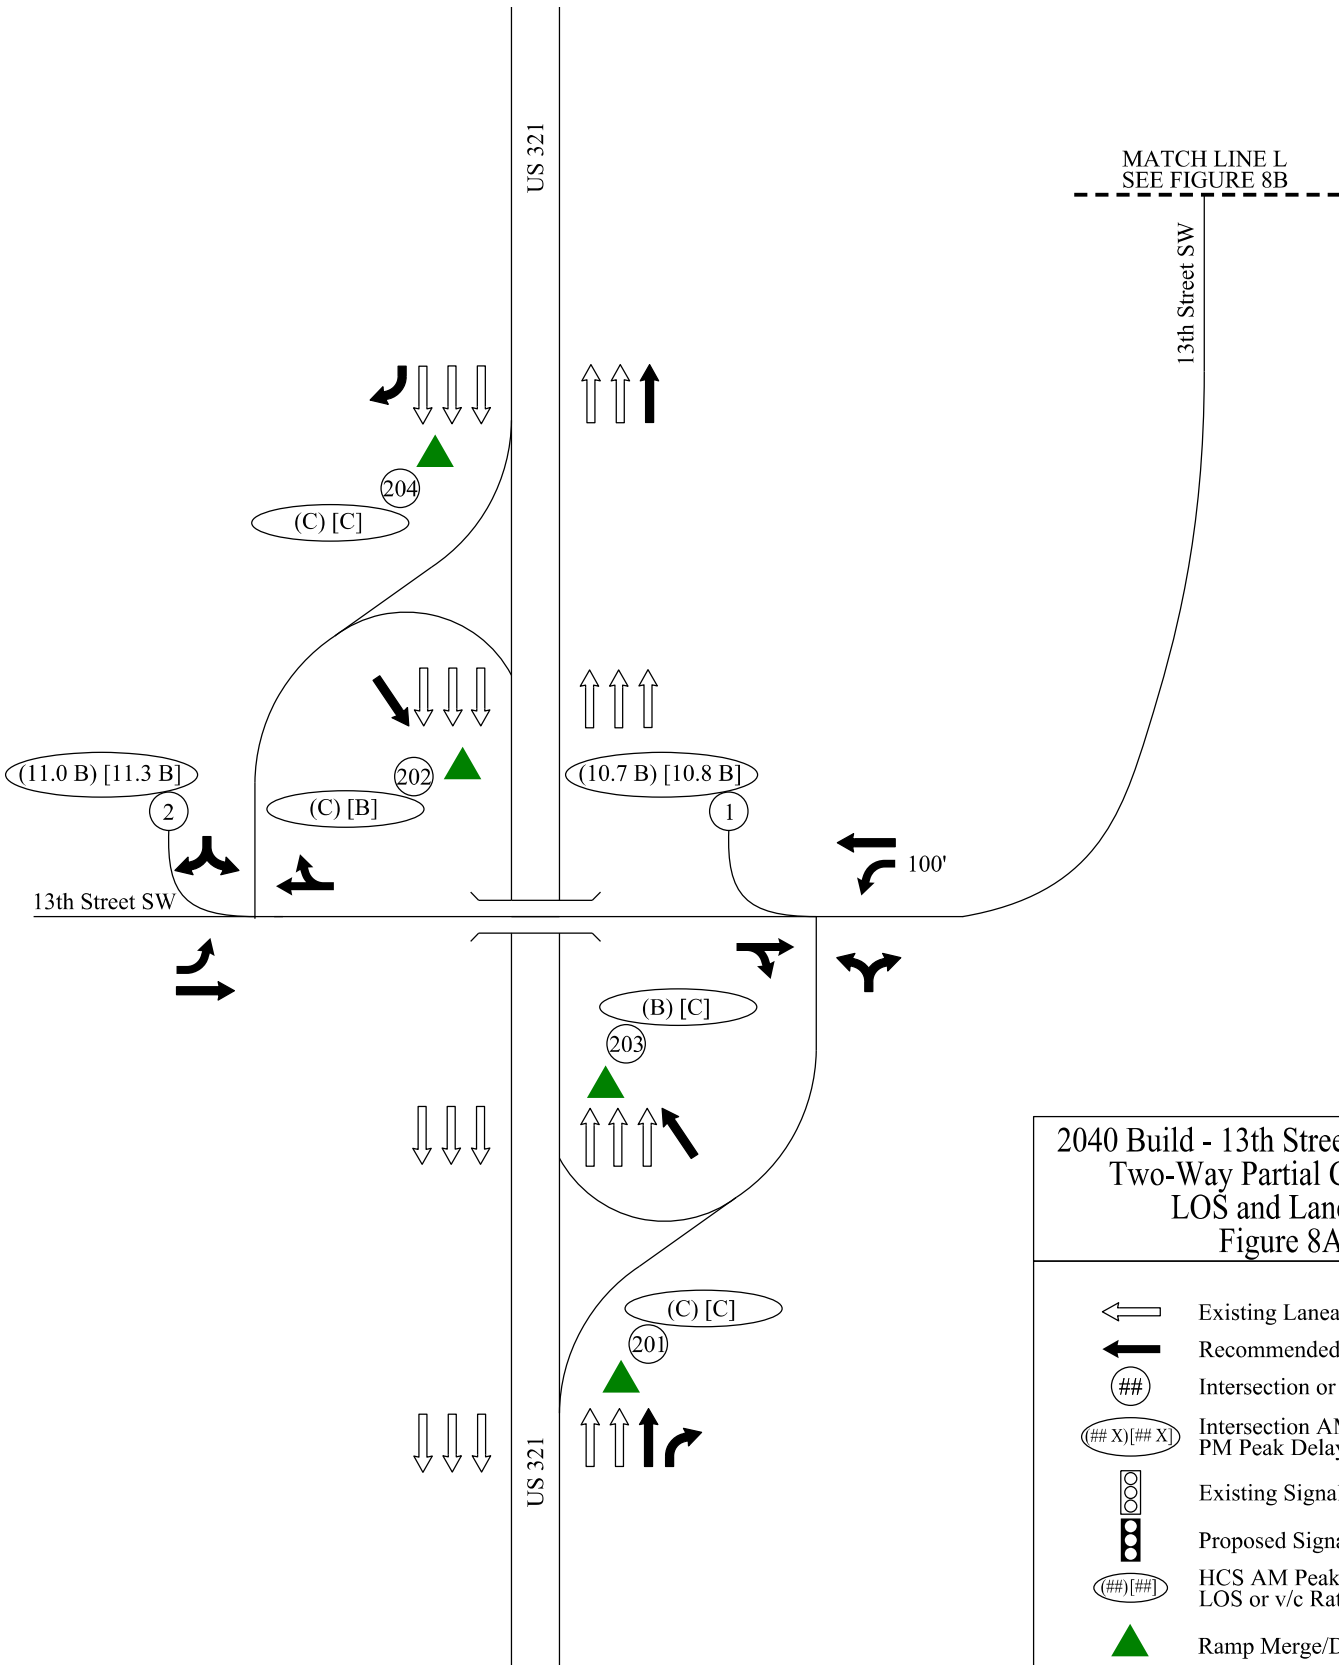 US 321
MATCH LINE L
SEE FIGURE 8B
13th Street SW
204
(C) [C]
(11.0 B) [11.3 B]
2
202
(C) [B]
(10.7 B) [10.8 B]
1
100'
13th Street SW
(B) [C]
203
(C) [C]
201
US 321
2040 Build - 13th Stree
Two-Way Partial
LOS and Lane
Figure 8A
Existing Lanea
Recommended
## Intersection or
(## X)[## X] Intersection AM
PM Peak Delay
Existing Signal
Proposed Signa
(##)[##] HCS AM Peak
LOS or v/c Rat
Ramp Merge/D